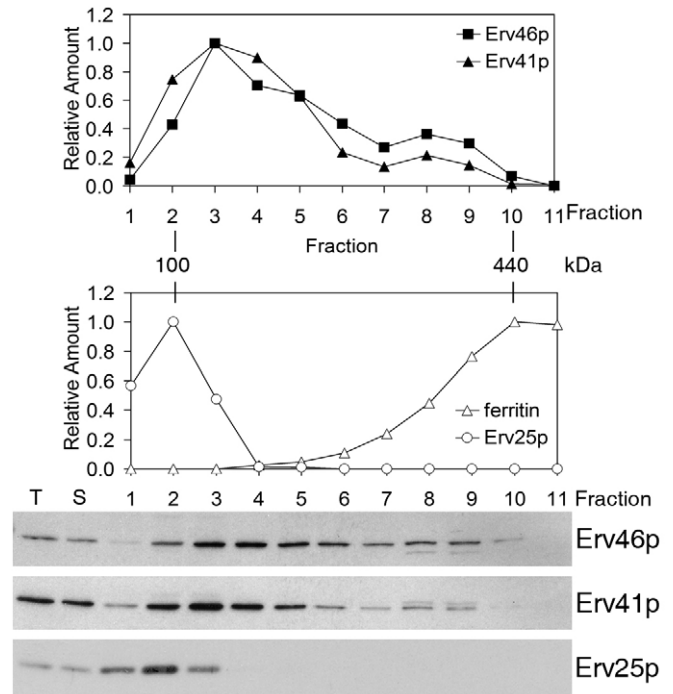 1.2
1.0
0.8
0.6
0.4
0.2
0.0
Relative Amount
Erv46p
Erv41p
1 2 3 4 5 6 7 8 9 10 11 Fraction
Fraction
100 440 kDa
1.2
1.0
0.8
0.6
0.4
0.2
0.0
Relative Amount
ferritin
Erv25p
T S 1 2 3 4 5 6 7 8 9 10 11 Fraction
Erv46p
Erv41p
Erv25p